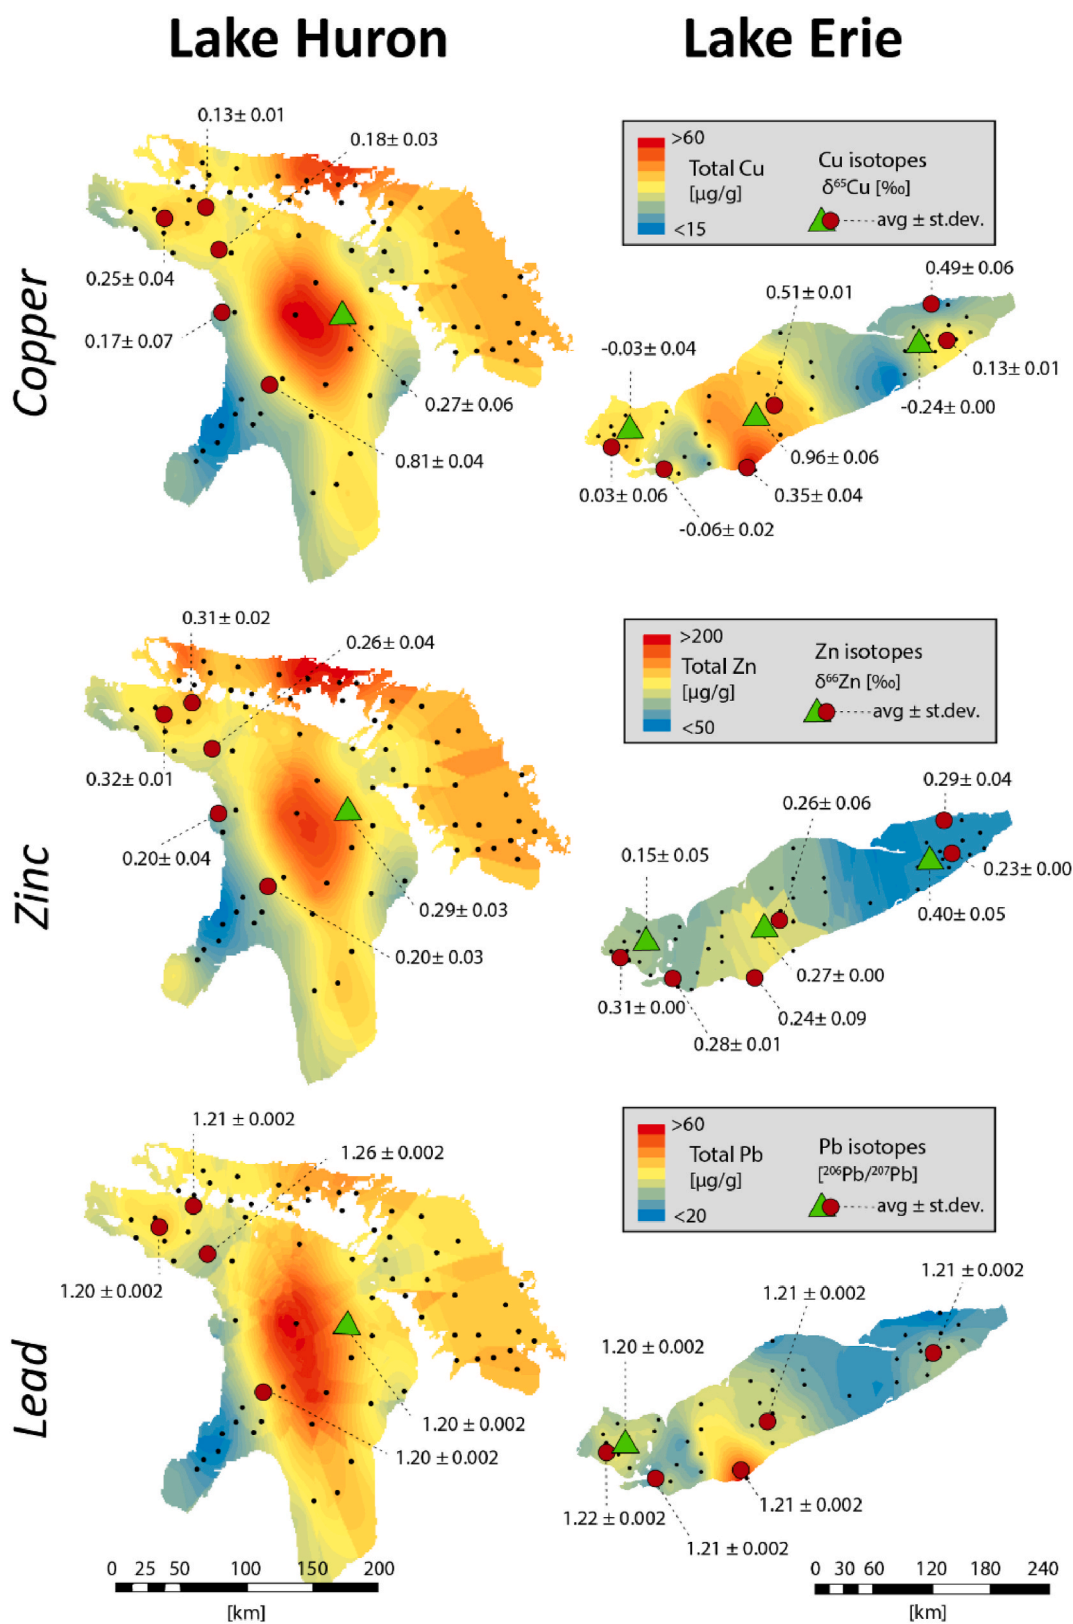 Lake Huron
Lake Erie
Copper
0.13± 0.01
0.18± 0.03
0.25± 0.04
0.17± 0.07
0.27± 0.06
0.81± 0.04
>60
Total Cu
[µg/g]
<15
Cu isotopes
δ⁶⁵Cu [‰]
avg ± st.dev.
0.49± 0.06
0.51± 0.01
-0.03± 0.04
0.13± 0.01
-0.24± 0.00
0.96± 0.06
0.03± 0.06
0.35± 0.04
-0.06± 0.02
Zinc
0.31± 0.02
0.26± 0.04
0.32± 0.01
0.20± 0.04
0.29± 0.03
0.20± 0.03
>200
Total Zn
[µg/g]
<50
Zn isotopes
δ⁶⁶Zn [‰]
avg ± st.dev.
0.29± 0.04
0.26± 0.06
0.15± 0.05
0.23± 0.00
0.40± 0.05
0.27± 0.00
0.31± 0.00
0.24± 0.09
0.28± 0.01
Lead
1.21 ± 0.002
1.26 ± 0.002
1.20 ± 0.002
1.20 ± 0.002
1.20 ± 0.002
>60
Total Pb
[µg/g]
<20
Pb isotopes
[²⁰⁶Pb/²⁰⁷Pb]
avg ± st.dev.
1.21 ± 0.002
1.21 ± 0.002
1.20 ± 0.002
1.22 ± 0.002
1.21 ± 0.002
1.21 ± 0.002
0 25 50 100 150 200
[km]
0 30 60 120 180 240
[km]